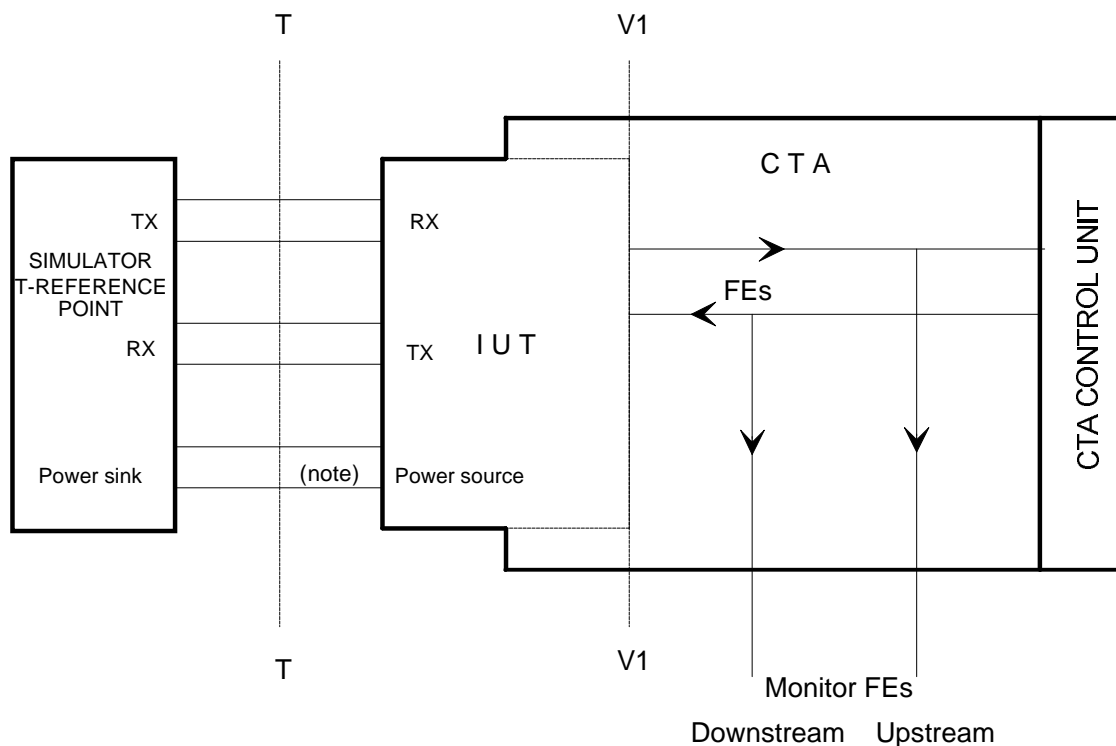 T
V1
C T A
TX
RX
SIMULATOR
T-REFERENCE
POINT
FEs
RX
I U T
TX
Power sink
(note)
Power source
CTA CONTROL UNIT
T
V1
Monitor FEs
Downstream
Upstream